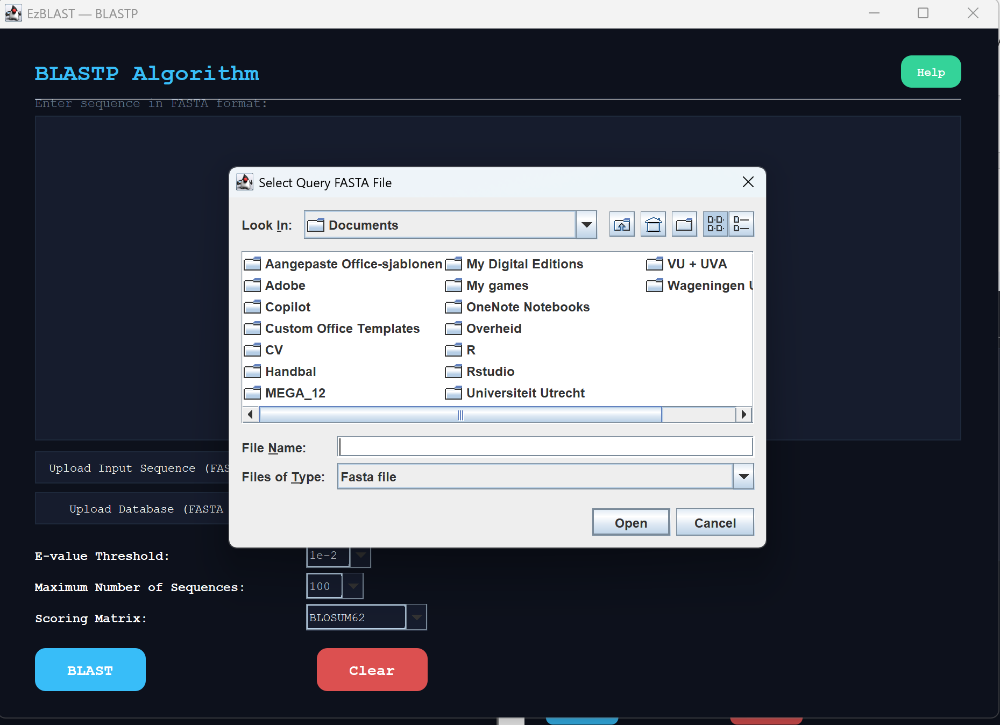 EzBLAST — BLASTP
BLASTP Algorithm
Help
Enter sequence in FASTA format:
Select Query FASTA File
Look In:
Documents
Aangepaste Office-sjablonen
My Digital Editions
VU + UVA
Adobe
My games
Wageningen
Copilot
OneNote Notebooks
Custom Office Templates
Overheid
CV
R
Handbal
Rstudio
MEGA_12
Universiteit Utrecht
File Name:
Files of Type:
Fasta file
Open
Cancel
Upload Input Sequence (FAS
Upload Database (FASTA
E-value Threshold:
1e-2
Maximum Number of Sequences:
100
Scoring Matrix:
BLOSUM62
BLAST
Clear